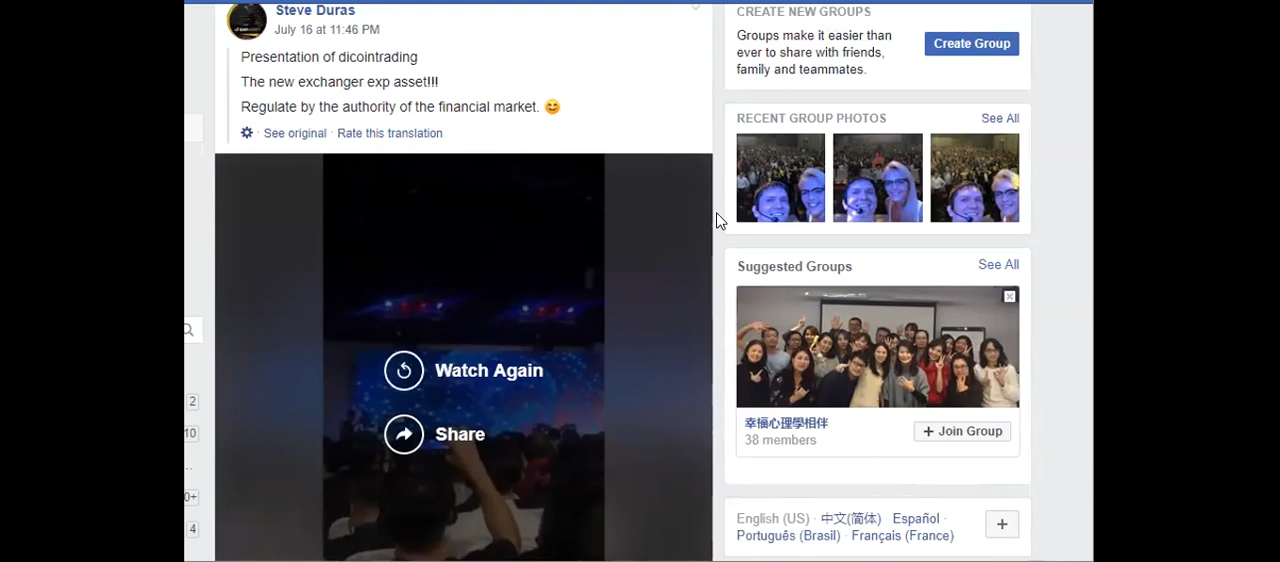 Steve Duras
July 16 at 11:46 PM
Presentation of dicointrading
The new exchanger exp asset!!!
Regulate by the authority of the financial market. 😊
· See original · Rate this translation
Watch Again
Share
2
10
0+
4
CREATE NEW GROUPS
Groups make it easier than
ever to share with friends,
family and teammates.
Create Group
RECENT GROUP PHOTOS
See All
Suggested Groups
See All
幸福心理學相伴
38 members
+ Join Group
English (US) · 中文(简体) · Español ·
Português (Brasil) · Français (France)
+